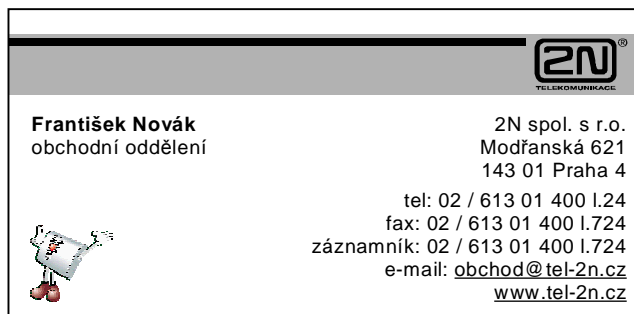 2N®
TELEKOMUNIKACE
František Novák
obchodní oddělení
2N spol. s r.o.
Modřanská 621
143 01 Praha 4
tel: 02 / 613 01 400 l.24
fax: 02 / 613 01 400 l.724
záznamník: 02 / 613 01 400 l.724
e-mail: obchod@tel-2n.cz
www.tel-2n.cz